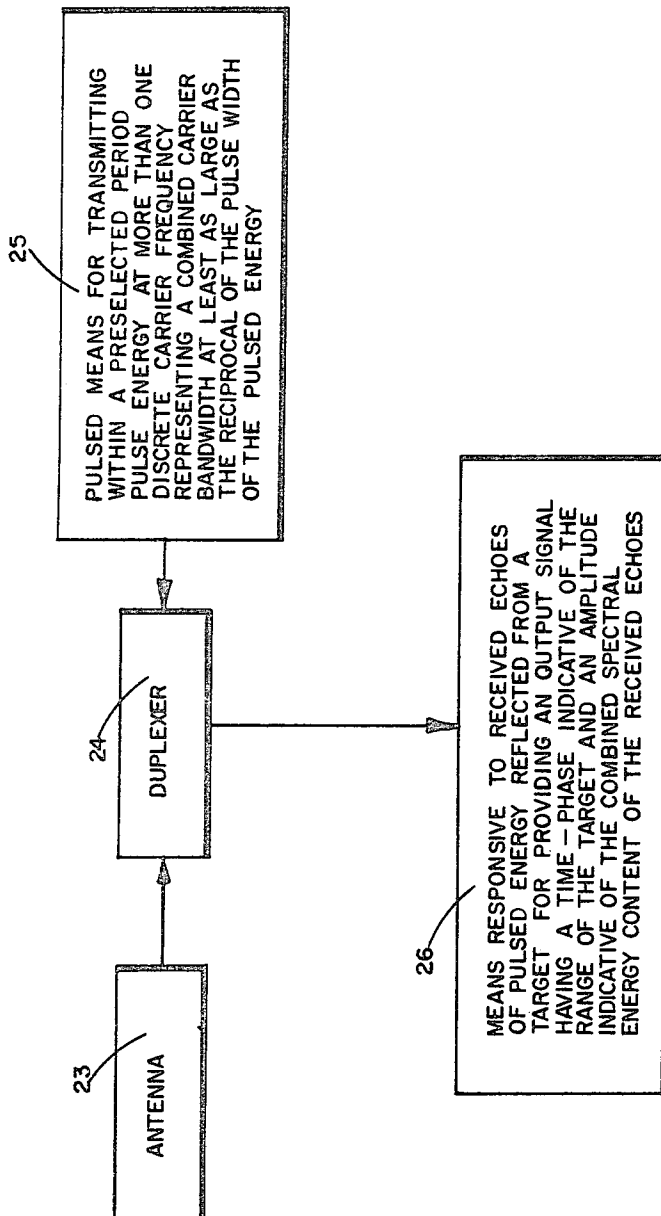 23
ANTENNA
24
DUPLEXER
25
PULSED MEANS FOR TRANSMITTING
WITHIN A PRESELECTED PERIOD
PULSE ENERGY AT MORE THAN ONE
DISCRETE CARRIER FREQUENCY
REPRESENTING A COMBINED CARRIER
BANDWIDTH AT LEAST AS LARGE AS
THE RECIPROCAL OF THE PULSE WIDTH
OF THE PULSED ENERGY
26
MEANS RESPONSIVE TO RECEIVED ECHOES
OF PULSED ENERGY REFLECTED FROM A
TARGET FOR PROVIDING AN OUTPUT SIGNAL
HAVING A TIME-PHASE INDICATIVE OF THE
RANGE OF THE TARGET AND AN AMPLITUDE
INDICATIVE OF THE COMBINED SPECTRAL
ENERGY CONTENT OF THE RECEIVED ECHOES